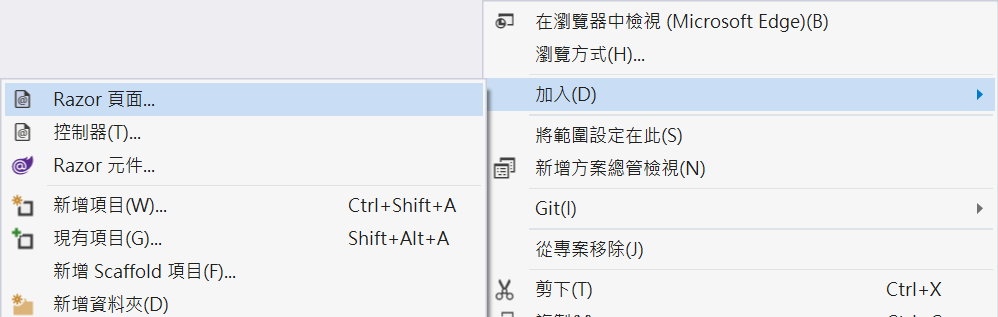 在瀏覽器中檢視 (Microsoft Edge)(B)
瀏覽方式(H)...
加入(D)
將範圍設定在此(S)
新增方案總管檢視(N)
Git(I)
從專案移除(J)
剪下(T) Ctrl+X
Razor 頁面...
控制器(T)...
Razor 元件...
新增項目(W)... Ctrl+Shift+A
現有項目(G)... Shift+Alt+A
新增 Scaffold 項目(F)...
新增資料夾(D)